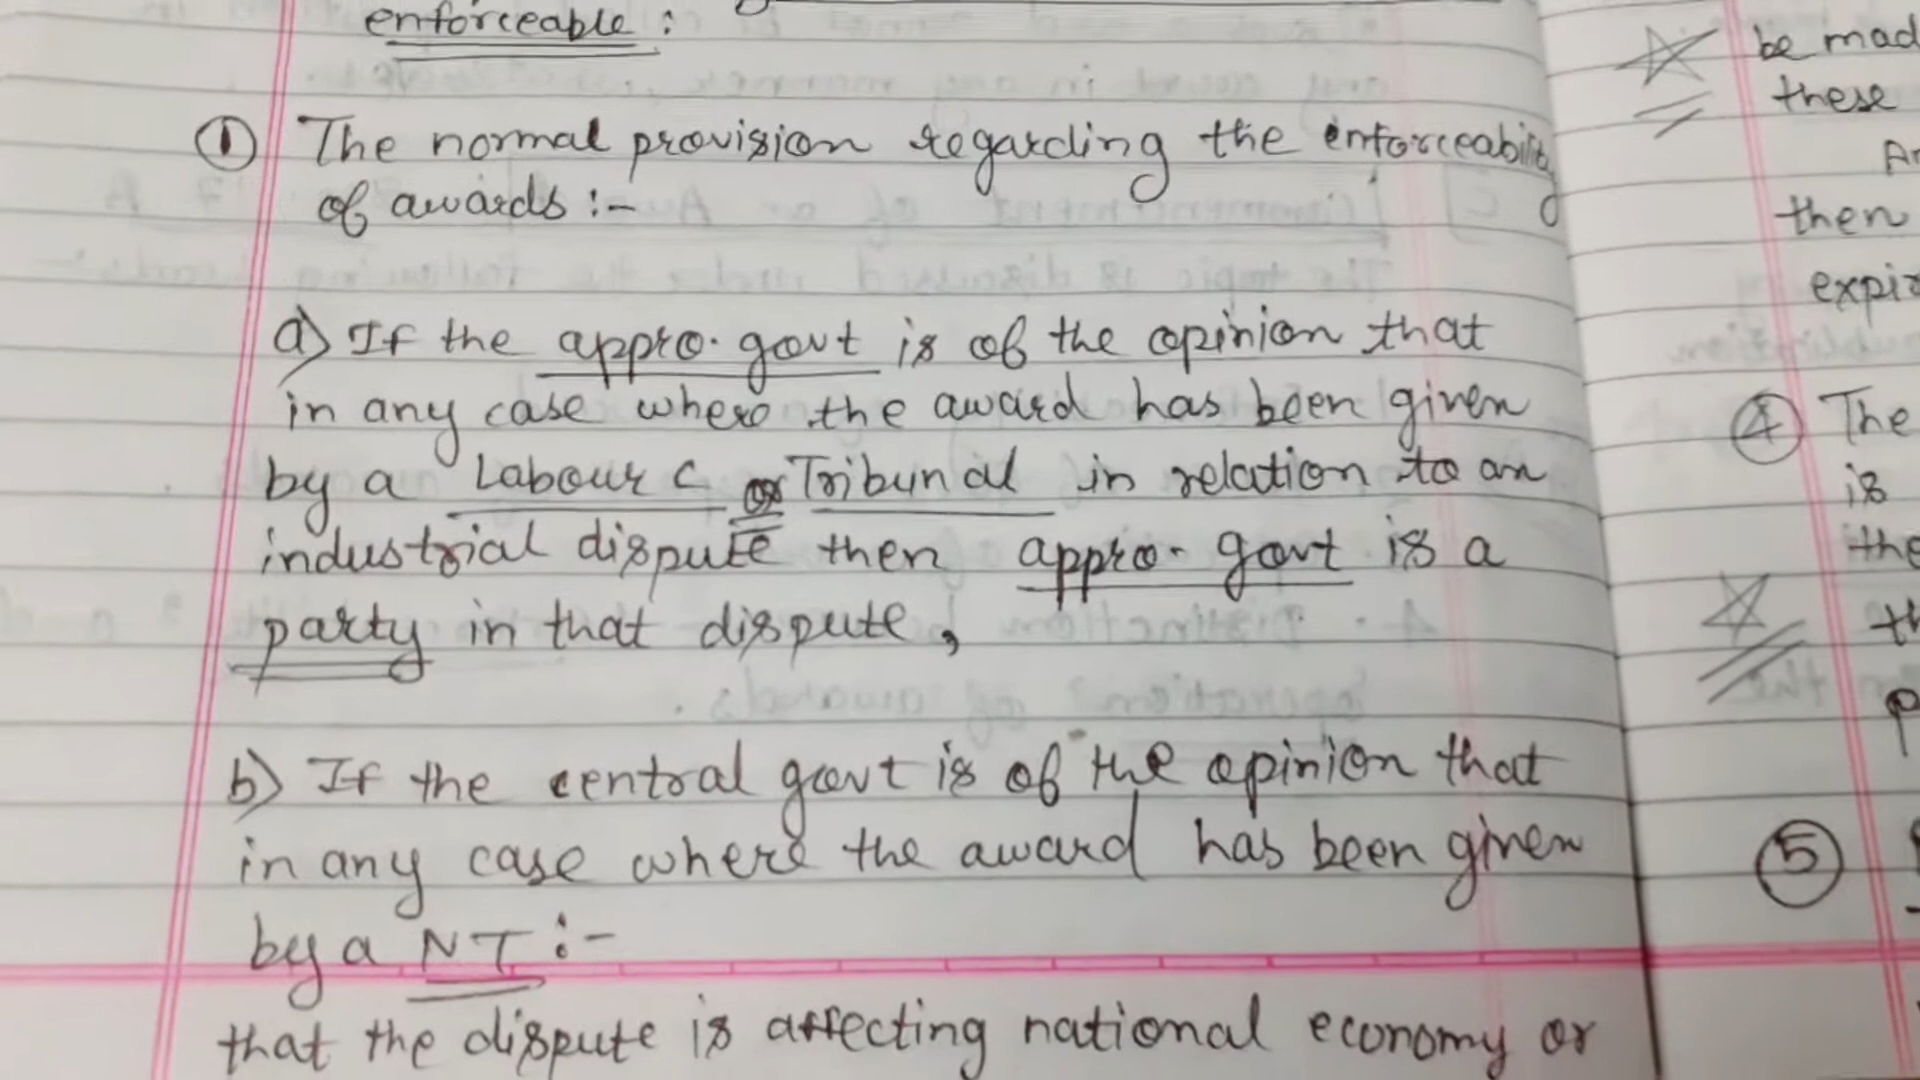 enforceable :
① The normal provision regarding the enforceability
of awards :-
a) If the appro. govt is of the opinion that
in any case where the award has been given
by a Labour C or Tribunal in relation to an
industrial dispute then appro. govt is a
party in that dispute,
b) If the central govt is of the opinion that
in any case where the award has been given
by a NT :-
that the dispute is affecting national economy or
be mad
these
then
expir
④ The
is
the
th
⑤